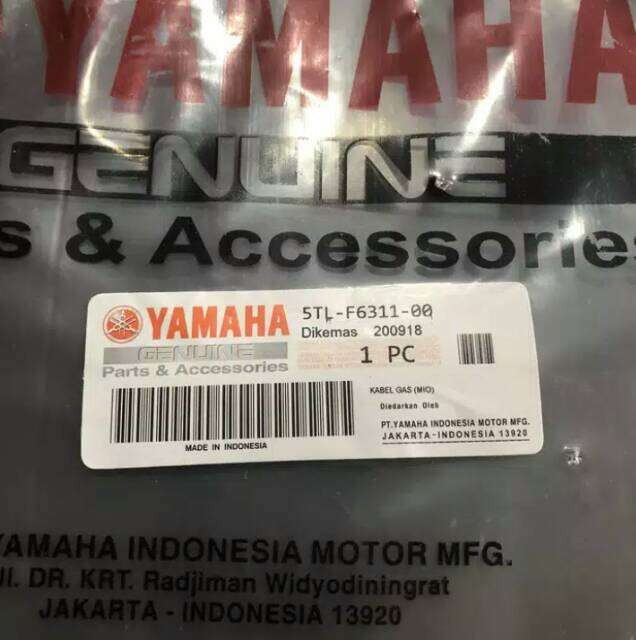 YAMAHA
GENUINE
s & Accessories
YAMAHA
GENUINE
Parts & Accessories
5TL-F6311-00
Dikemas 200918
1 PC
MADE IN INDONESIA
KABEL GAS (MIO)
Diedarkan Oleh
PT.YAMAHA INDONESIA MOTOR MFG.
JAKARTA-INDONESIA 13920
YAMAHA INDONESIA MOTOR MFG.
Jl. DR. KRT. Radjiman Widyodiningrat
JAKARTA - INDONESIA 13920